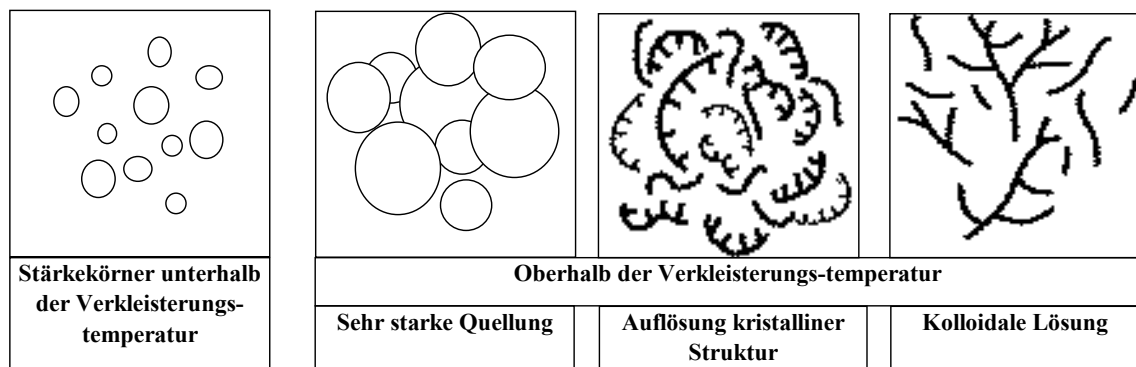 Stärkekörner unterhalb
der Verkleisterungs-
temperatur
Oberhalb der Verkleisterungs-temperatur
Sehr starke Quellung
Auflösung kristalliner
Struktur
Kolloidale Lösung